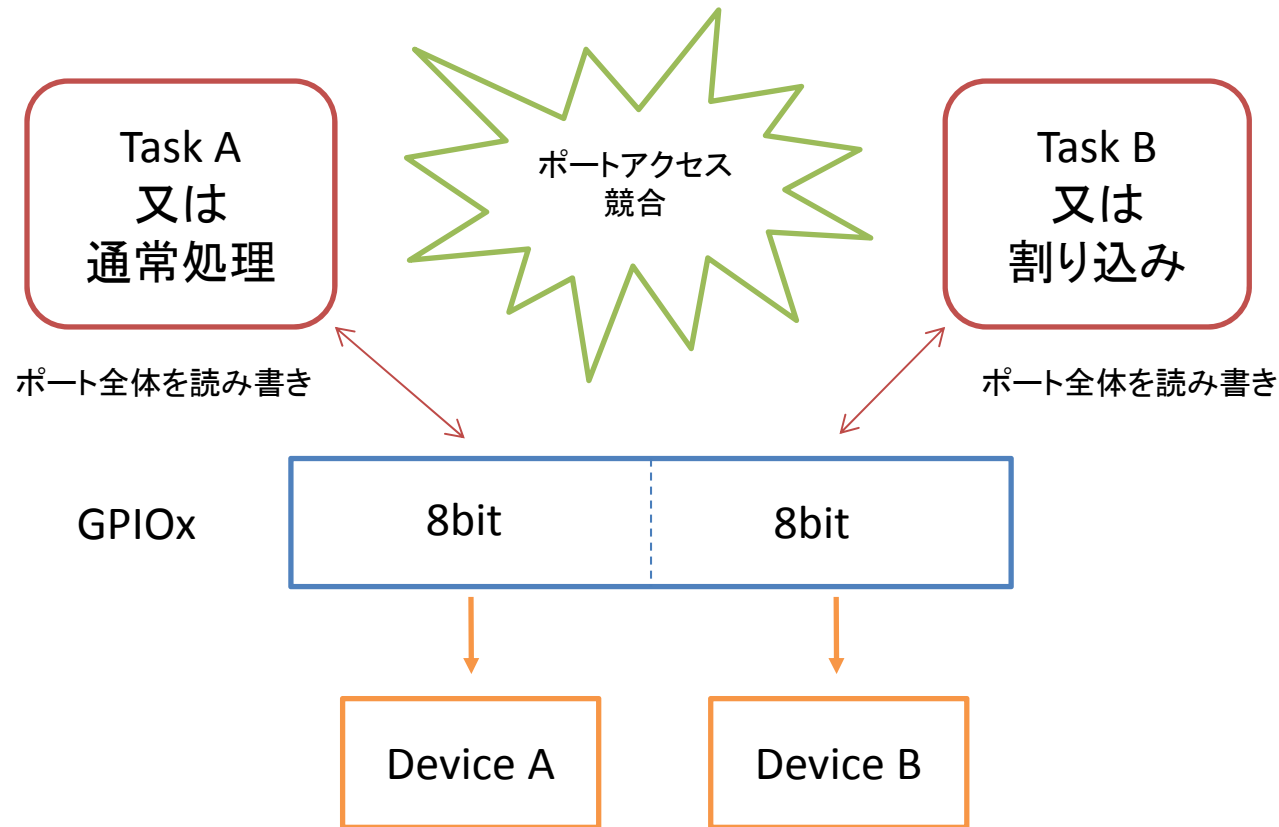 Task A
又は
通常処理
ポートアクセス
競合
Task B
又は
割り込み
ポート全体を読み書き
ポート全体を読み書き
GPIOx
8bit
8bit
Device A
Device B